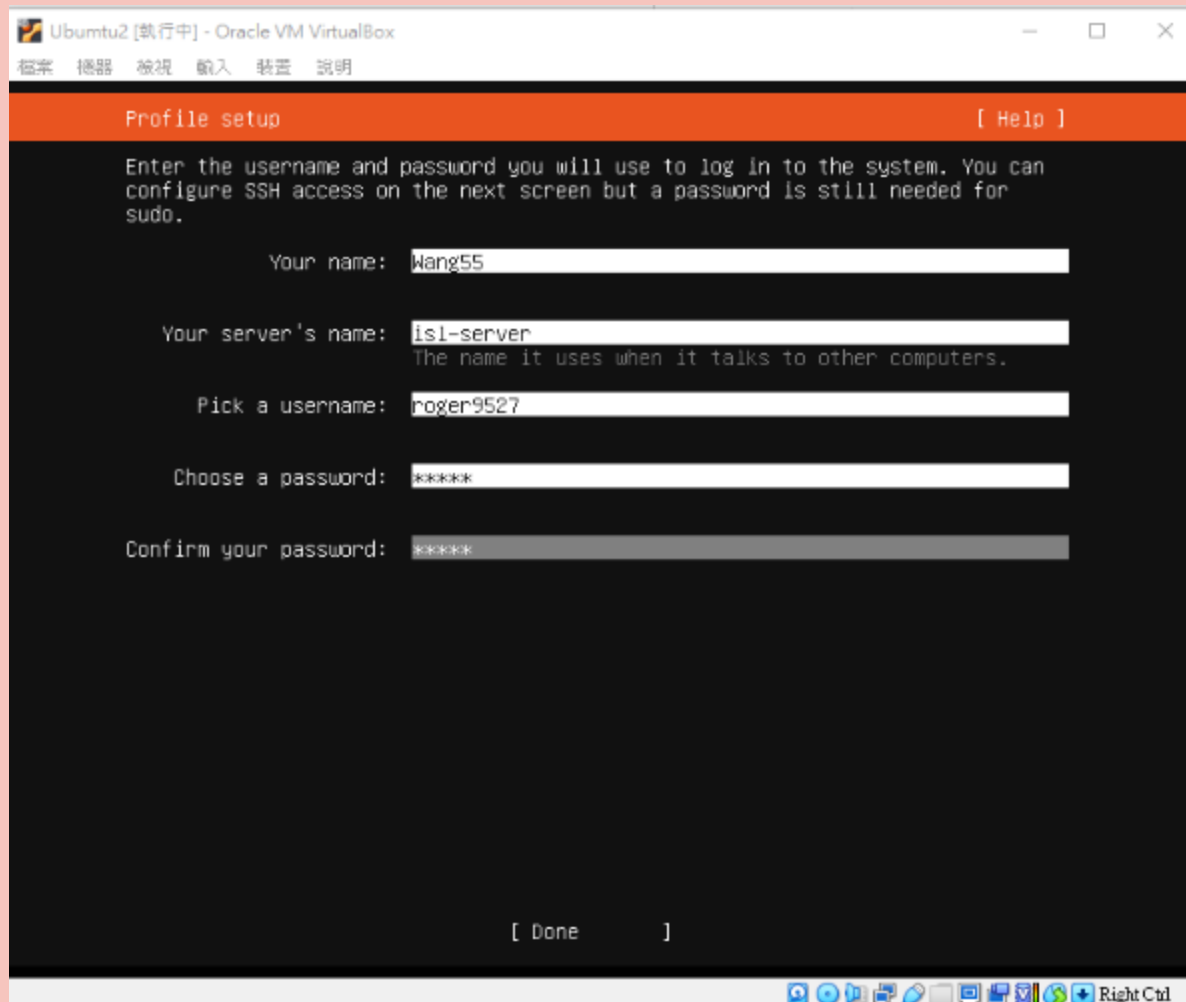 Ubumtu2 [執行中] - Oracle VM VirtualBox
檔案 機器 檢視 輸入 裝置 說明
Profile setup [ Help ]
Enter the username and password you will use to log in to the system. You can
configure SSH access on the next screen but a password is still needed for
sudo.
Your name: Wang55
Your server's name: isl-server
The name it uses when it talks to other computers.
Pick a username: roger9527
Choose a password: *****
Confirm your password: *****
[ Done ]
Right Ctrl